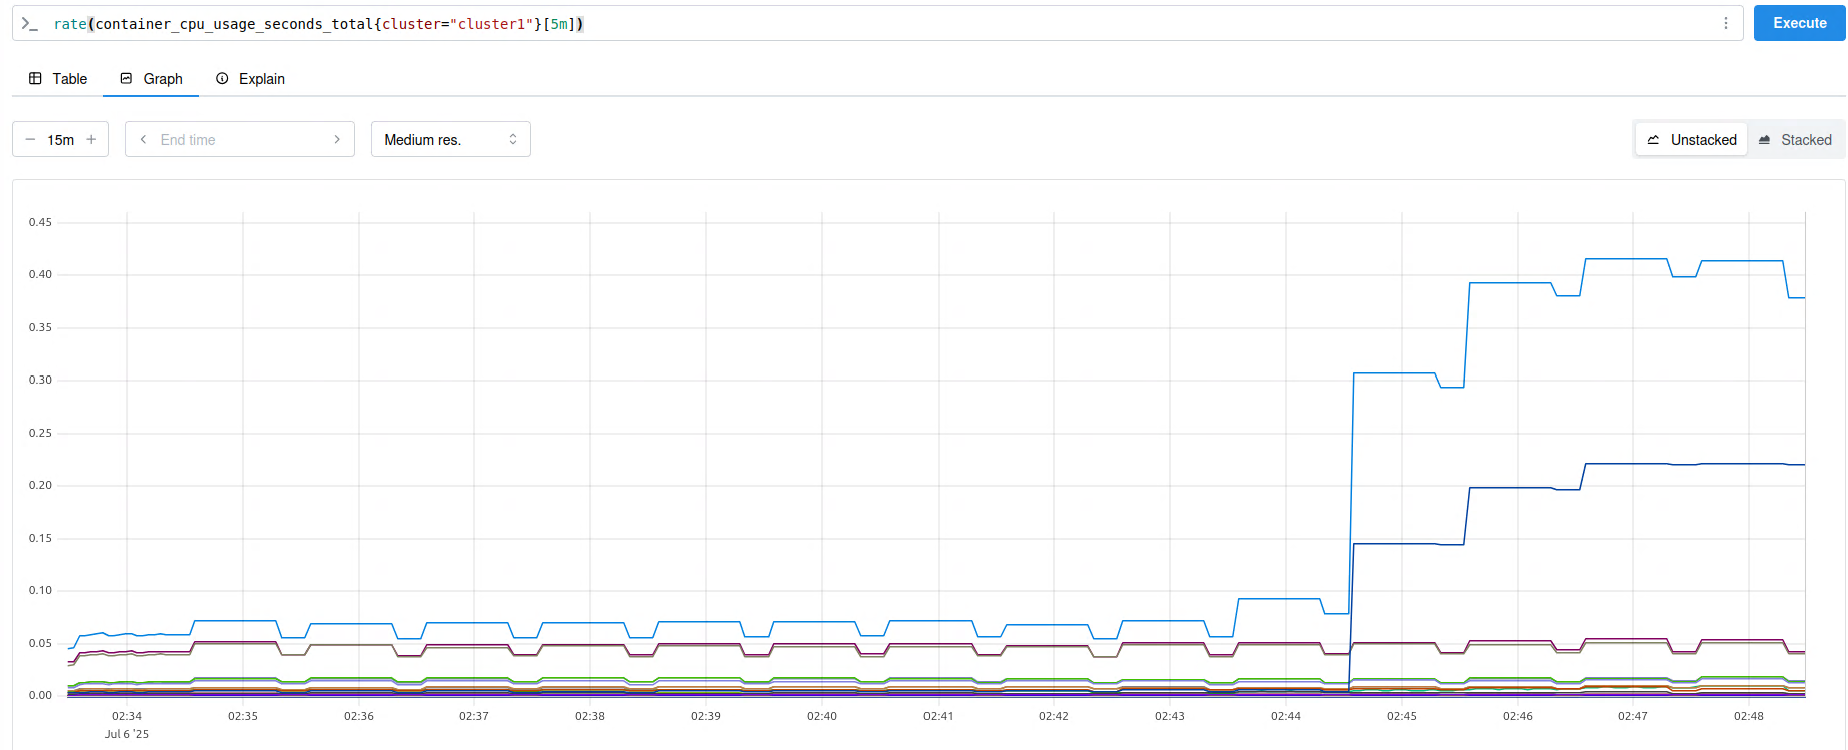 >_ rate(container_cpu_usage_seconds_total{cluster="cluster1"}[5m])
Execute
Table Graph Explain
− 15m + < End time > Medium res. Unstacked Stacked
0.45
0.40
0.35
0.30
0.25
0.20
0.15
0.10
0.05
0.00
02:34 02:35 02:36 02:37 02:38 02:39 02:40 02:41 02:42 02:43 02:44 02:45 02:46 02:47 02:48
Jul 6 '25